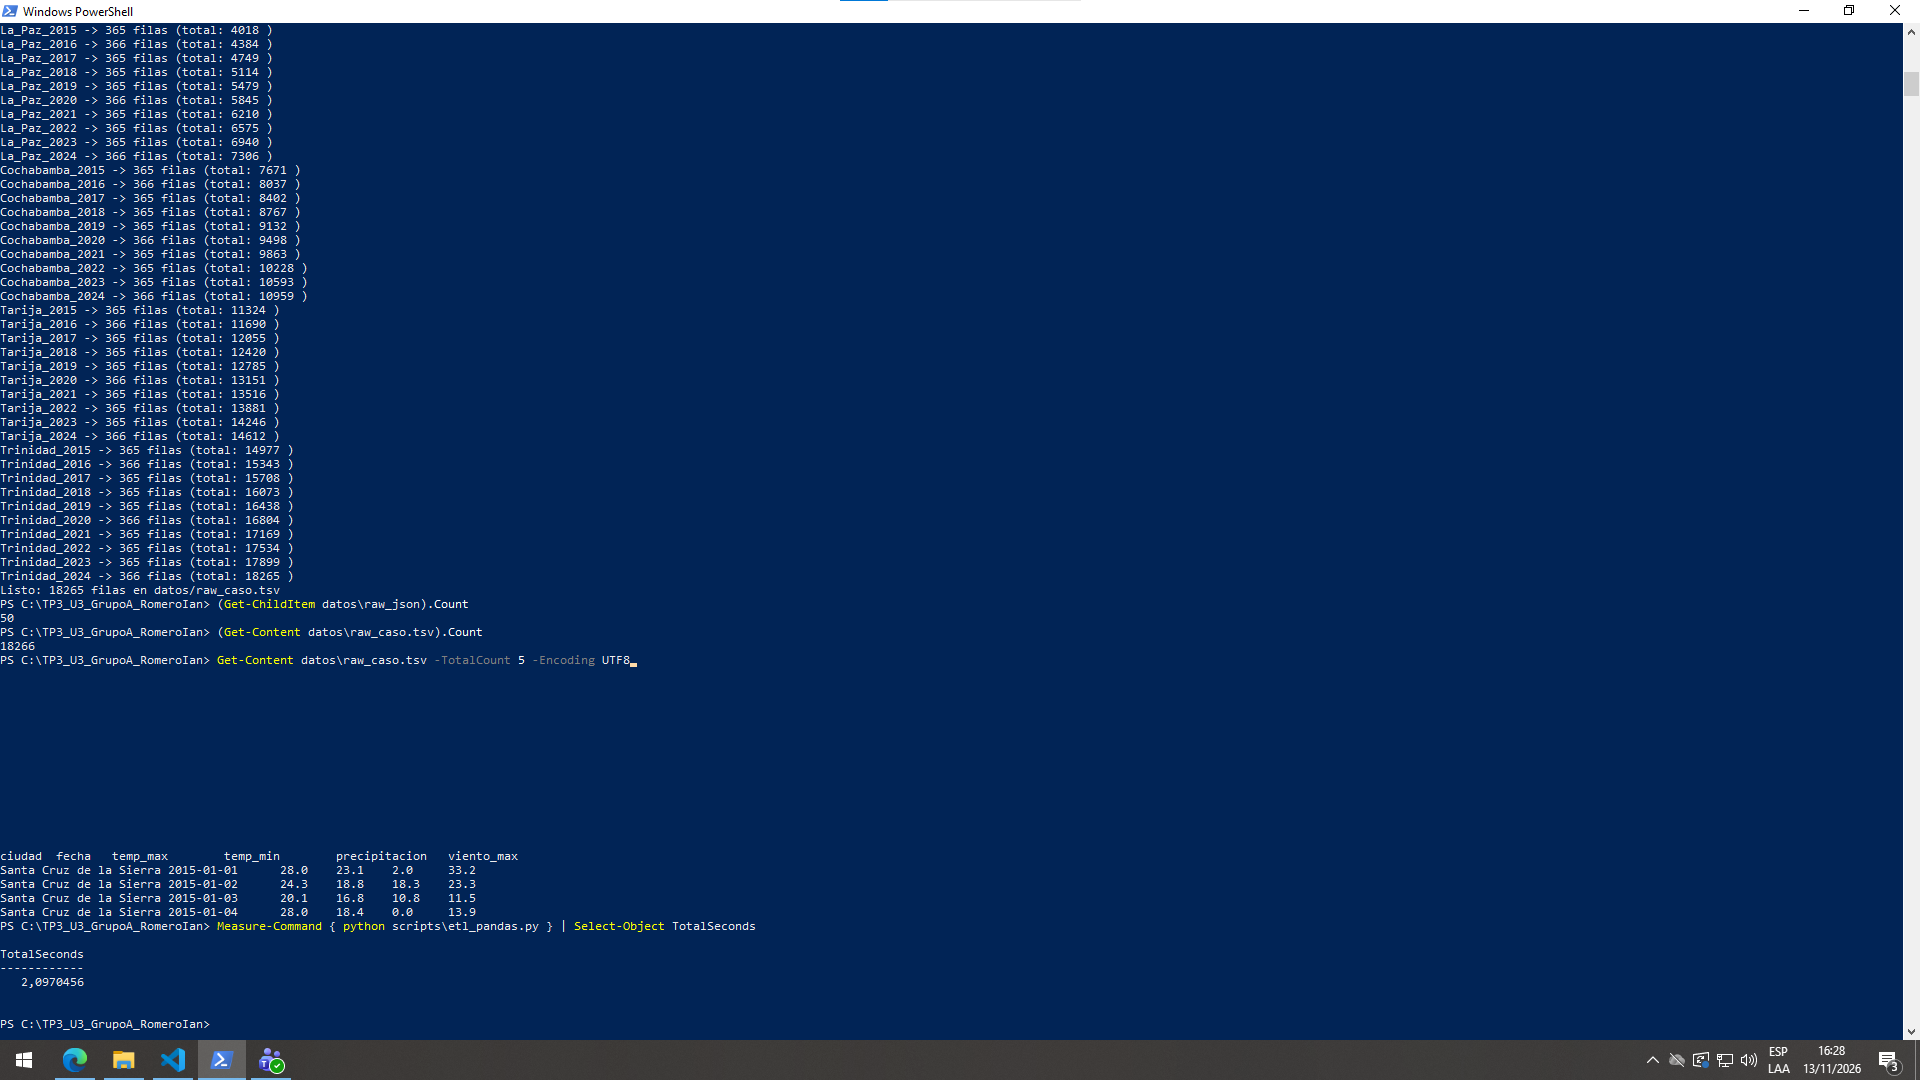 Windows PowerShell
La_Paz_2015 -> 365 filas (total: 4018 )
La_Paz_2016 -> 366 filas (total: 4384 )
La_Paz_2017 -> 365 filas (total: 4749 )
La_Paz_2018 -> 365 filas (total: 5114 )
La_Paz_2019 -> 365 filas (total: 5479 )
La_Paz_2020 -> 366 filas (total: 5845 )
La_Paz_2021 -> 365 filas (total: 6210 )
La_Paz_2022 -> 365 filas (total: 6575 )
La_Paz_2023 -> 365 filas (total: 6940 )
La_Paz_2024 -> 366 filas (total: 7306 )
Cochabamba_2015 -> 365 filas (total: 7671 )
Cochabamba_2016 -> 366 filas (total: 8037 )
Cochabamba_2017 -> 365 filas (total: 8402 )
Cochabamba_2018 -> 365 filas (total: 8767 )
Cochabamba_2019 -> 365 filas (total: 9132 )
Cochabamba_2020 -> 366 filas (total: 9498 )
Cochabamba_2021 -> 365 filas (total: 9863 )
Cochabamba_2022 -> 365 filas (total: 10228 )
Cochabamba_2023 -> 365 filas (total: 10593 )
Cochabamba_2024 -> 366 filas (total: 10959 )
Tarija_2015 -> 365 filas (total: 11324 )
Tarija_2016 -> 366 filas (total: 11690 )
Tarija_2017 -> 365 filas (total: 12055 )
Tarija_2018 -> 365 filas (total: 12420 )
Tarija_2019 -> 365 filas (total: 12785 )
Tarija_2020 -> 366 filas (total: 13151 )
Tarija_2021 -> 365 filas (total: 13516 )
Tarija_2022 -> 365 filas (total: 13881 )
Tarija_2023 -> 365 filas (total: 14246 )
Tarija_2024 -> 366 filas (total: 14612 )
Trinidad_2015 -> 365 filas (total: 14977 )
Trinidad_2016 -> 366 filas (total: 15343 )
Trinidad_2017 -> 365 filas (total: 15708 )
Trinidad_2018 -> 365 filas (total: 16073 )
Trinidad_2019 -> 365 filas (total: 16438 )
Trinidad_2020 -> 366 filas (total: 16804 )
Trinidad_2021 -> 365 filas (total: 17169 )
Trinidad_2022 -> 365 filas (total: 17534 )
Trinidad_2023 -> 365 filas (total: 17899 )
Trinidad_2024 -> 366 filas (total: 18265 )
Listo: 18265 filas en datos/raw_caso.tsv
PS C:\TP3_U3_GrupoA_RomeroIan> (Get-ChildItem datos\raw_json).Count
50
PS C:\TP3_U3_GrupoA_RomeroIan> (Get-Content datos\raw_caso.tsv).Count
18266
PS C:\TP3_U3_GrupoA_RomeroIan> Get-Content datos\raw_caso.tsv -TotalCount 5 -Encoding UTF8
ciudad  fecha   temp_max        temp_min        precipitacion   viento_max
Santa Cruz de la Sierra 2015-01-01      28.0    23.1    2.0     33.2
Santa Cruz de la Sierra 2015-01-02      24.3    18.8    18.3    23.3
Santa Cruz de la Sierra 2015-01-03      20.1    16.8    10.8    11.5
Santa Cruz de la Sierra 2015-01-04      28.0    18.4    0.0     13.9
PS C:\TP3_U3_GrupoA_RomeroIan> Measure-Command { python scripts\etl_pandas.py } | Select-Object TotalSeconds
TotalSeconds
------------
2,0970456
PS C:\TP3_U3_GrupoA_RomeroIan>
ESP
LAA
16:28
13/11/2026
3